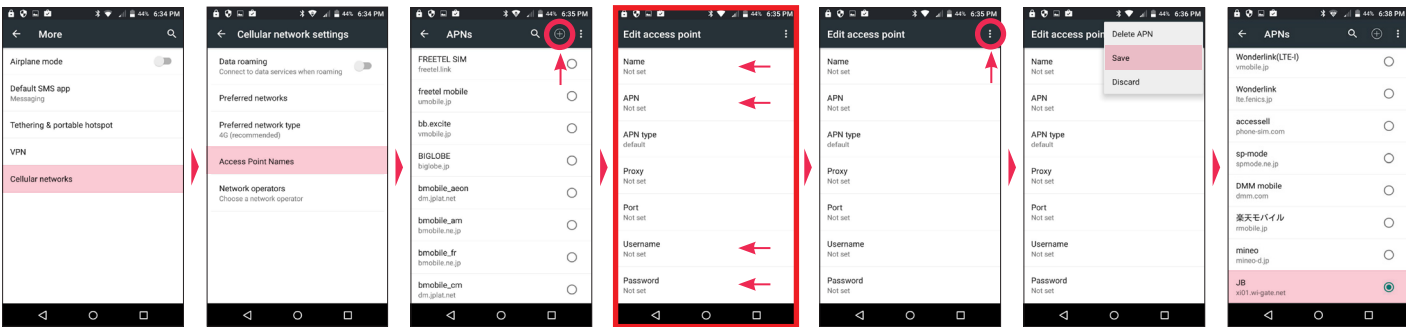 44% 6:34 PM
More
Airplane mode
Default SMS app
Messaging
Tethering & portable hotspot
VPN
Cellular networks
44% 6:34 PM
Cellular network settings
Data roaming
Connect to data services when roaming
Preferred networks
Preferred network type
4G (recommended)
Access Point Names
Network operators
Choose a network operator
44% 6:35 PM
APNs
FREETEL SIM
freetel.link
freetel mobile
umobile.jp
bb.excite
vmobile.jp
BIGLOBE
biglobe.jp
bmobile_aeon
dm.jplat.net
bmobile_am
bmobile.ne.jp
bmobile_fr
bmobile.ne.jp
bmobile_cm
dm.jplat.net
44% 6:35 PM
Edit access point
Name
Not set
APN
Not set
APN type
default
Proxy
Not set
Port
Not set
Username
Not set
Password
Not set
44% 6:35 PM
Edit access point
Name
Not set
APN
Not set
APN type
default
Proxy
Not set
Port
Not set
Username
Not set
Password
Not set
44% 6:36 PM
Edit access poin
Delete APN
Save
Discard
Name
Not set
APN
Not set
APN type
default
Proxy
Not set
Port
Not set
Username
Not set
Password
Not set
44% 6:38 PM
APNs
Wonderlink(LTE-I)
vmobile.jp
Wonderlink
lte.fenics.jp
accessell
phone-sim.com
sp-mode
spmode.ne.jp
DMM mobile
dmm.com
楽天モバイル
rmobile.jp
mineo
mineo-d.jp
JB
xi01.wi-gate.net